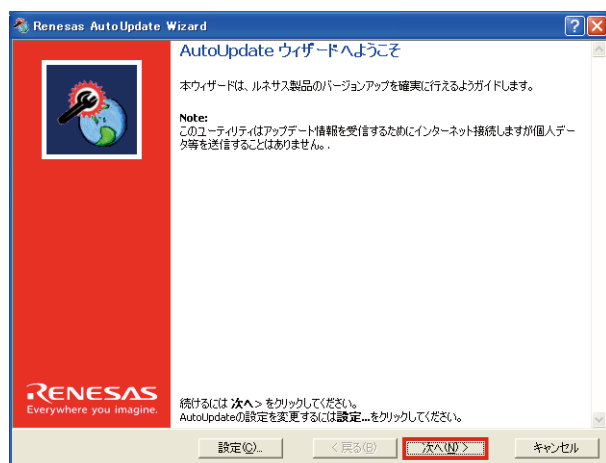 Renesas AutoUpdate Wizard
AutoUpdate ウィザードへようこそ
本ウィザードは、ルネサス製品のバージョンアップを確実に行えるようガイドします。
Note:
このユーティリティはアップデート情報を受信するためにインターネット接続しますが個人デー
タ等を送信することはありません。.
RENESAS
Everywhere you imagine.
続けるには 次へ> をクリックしてください。
AutoUpdateの設定を変更するには設定...をクリックしてください。
設定(C)... < 戻る(B) 次へ(N) > キャンセル